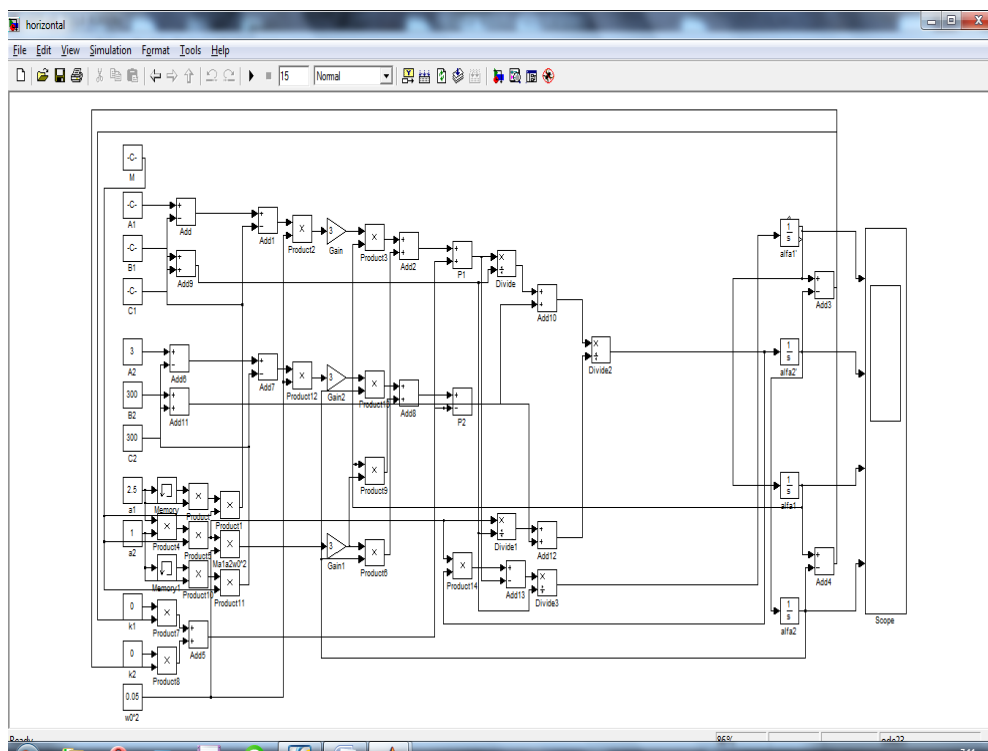 horizontal
File Edit View Simulation Format Tools Help
15 Normal
-C-
M
-C-
A1
-C-
B1
-C-
C1
3
A2
300
B2
300
C2
2.5
a1
1
a2
0
k1
0
k2
0.05
w0^2
Add
Add9
Add1
×
Product2
3
Gain
×
Product3
Add2
P1
×
÷
Divide
Add10
×
÷
Divide2
1
s
alfa1'
Add3
1
s
alfa2'
Add6
Add11
Add7
×
Product12
3
Gain2
×
Add8
P2
×
Product9
1
s
alfa1
Memory
×
Product
×
Product1
×
Product4
×
×
Ma1a2w0^2
Memory1
×
Product10
Product11
3
Gain1
×
Product6
×
÷
Divide1
Add12
×
Product14
Add13
×
÷
Divide3
Add4
1
s
alfa2
Scope
×
Product7
×
Product8
Add5
Ready
86%
ode23